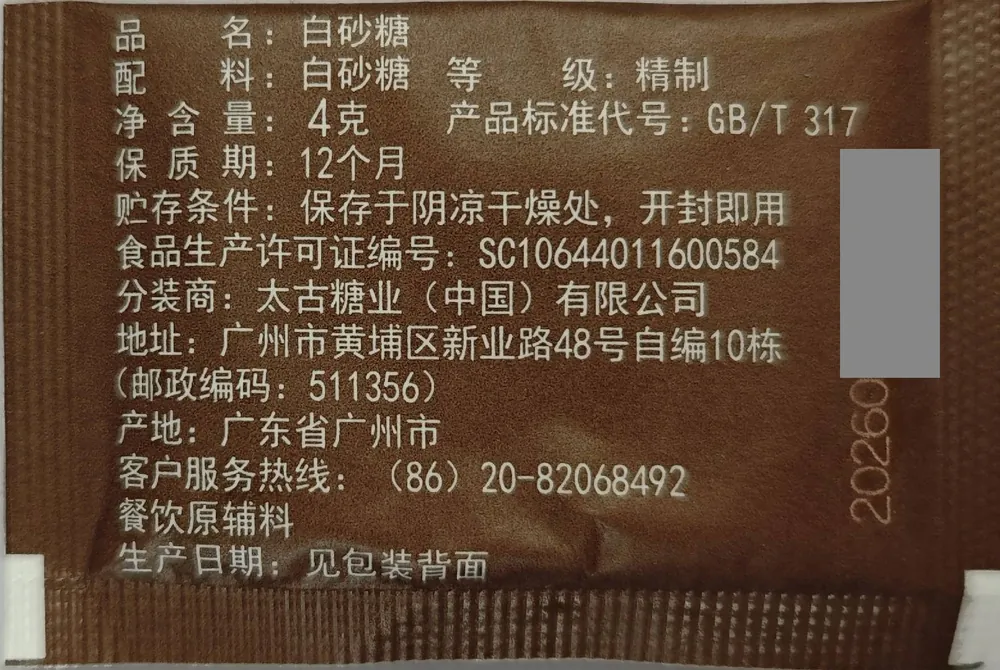 品名：白砂糖
配料：白砂糖 等级：精制
净含量：4克 产品标准代号：GB/T 317
保质期：12个月
贮存条件：保存于阴凉干燥处，开封即用
食品生产许可证编号：SC10644011600584
分装商：太古糖业（中国）有限公司
地址：广州市黄埔区新业路48号自编10栋
（邮政编码：511356）
产地：广东省广州市
客户服务热线：（86）20-82068492
餐饮原辅料
生产日期：见包装背面
20260